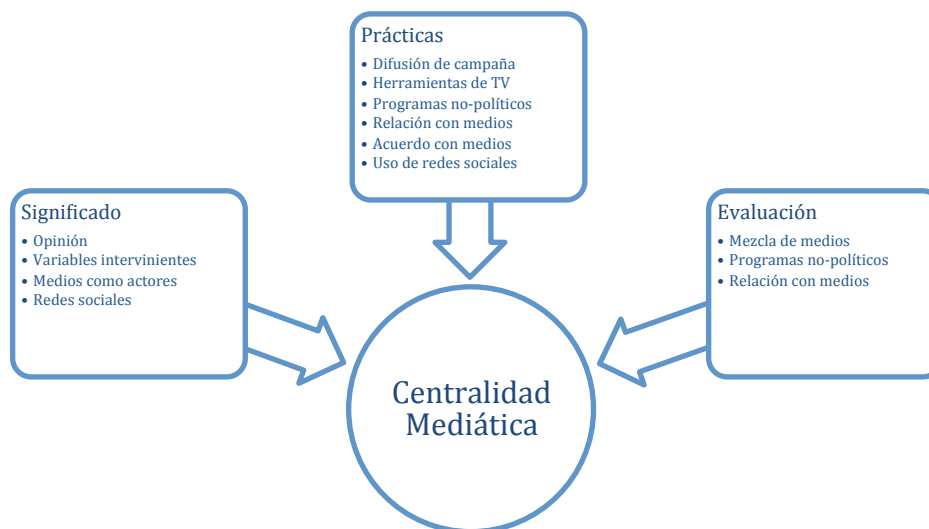 Prácticas
• Difusión de campaña
• Herramientas de TV
• Programas no-políticos
• Relación con medios
• Acuerdo con medios
• Uso de redes sociales
Significado
• Opinión
• Variables intervinientes
• Medios como actores
• Redes sociales
Evaluación
• Mezcla de medios
• Programas no-políticos
• Relación con medios
Centralidad
Mediática